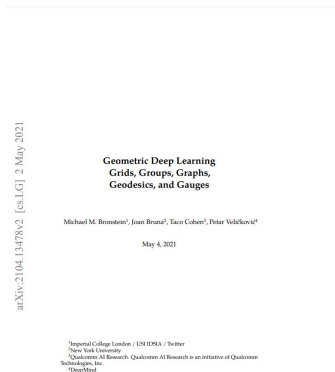 arXiv:2104.13478v2 [cs.LG] 2 May 2021
Geometric Deep Learning
Grids, Groups, Graphs,
Geodesics, and Gauges
Michael M. Bronstein¹, Joan Bruna², Taco Cohen³, Petar Veličković⁴
May 4, 2021
¹Imperial College London / USI IDSIA / Twitter
²New York University
³Qualcomm AI Research. Qualcomm AI Research is an initiative of Qualcomm
Technologies, Inc.
⁴DeepMind